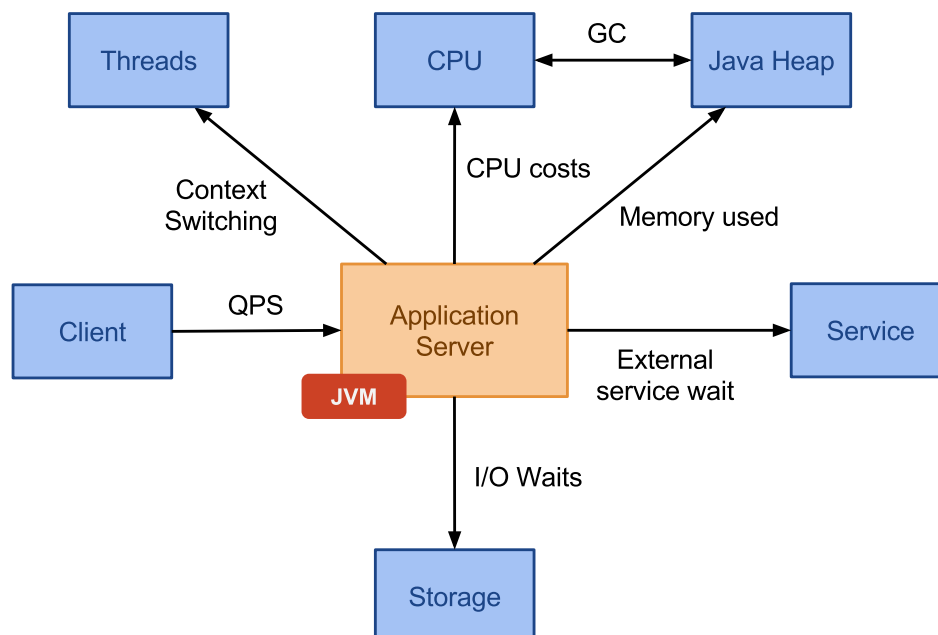 Threads
CPU
GC
Java Heap
Context
Switching
CPU costs
Memory used
Client
QPS
Application
Server
JVM
External
service wait
Service
I/O Waits
Storage